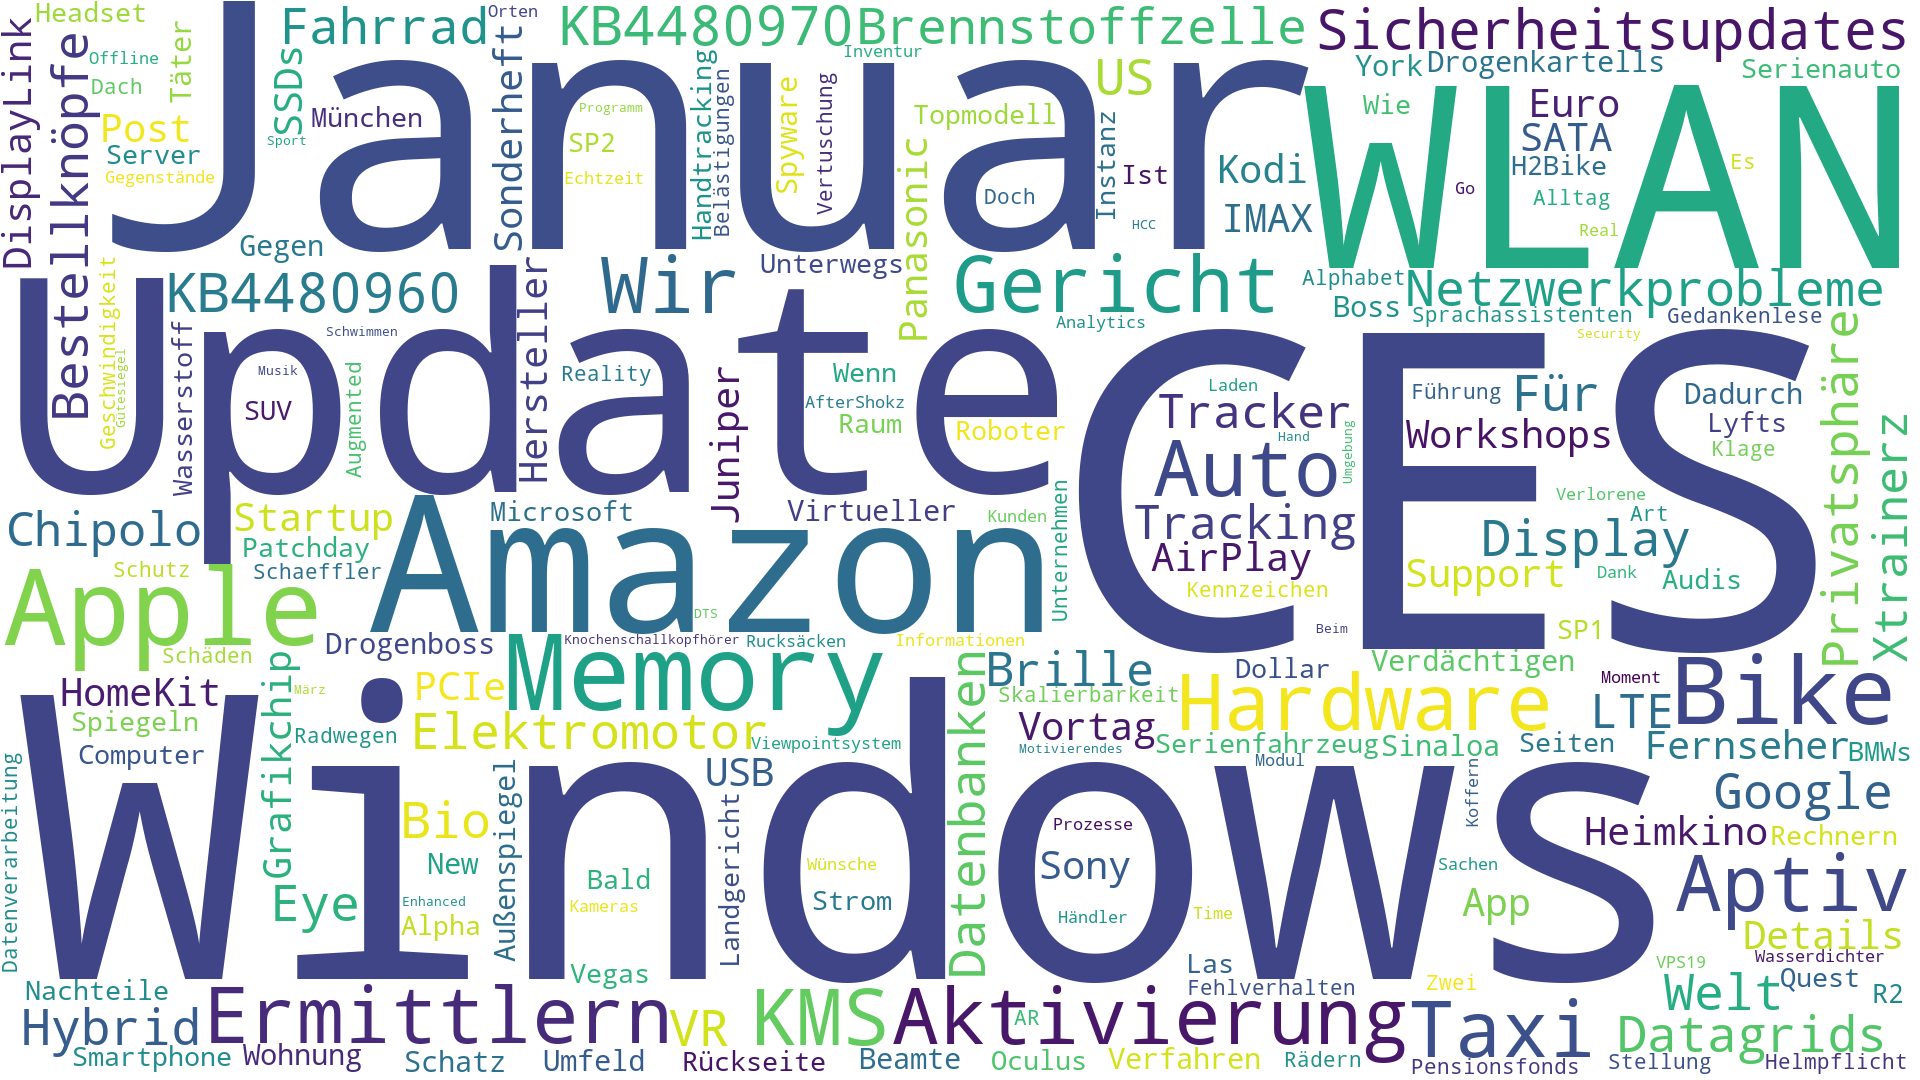 Headset
Fahrrad
Orten
KB4480970
Brennstoffzelle
Sicherheitsupdates
Januar
WLAN
DisplayLink
Offline
Dach
Täter
Bestellknöpfe
Post
Server
Gegenstände
SSDs
Sport
München
Sonderheft
Programm
SP2
Echtzeit
Handtracking
Belästigungen
Spyware
Vertuschung
Inventur
Topmodell
Panasonic
Doch
US
Instanz
Ist
HCC
Kodi
IMAX
York
Drogenkartells
Serienauto
Wie
Euro
SATA
H2Bike
Alltag
Go
Es
Real
Gegen
KB4480960
Wir
Unterwegs
Gericht
Alphabet
Boss
Netzwerkprobleme
Sprachassistenten
Gedankenlese
Security
Update
CES
Geschwindigkeit
Gütesiegel
Wasserstoff
Musik
SUV
Schwimmen
Augmented
Hersteller
Reality
Juniper
Wenn
AfterShokz
Raum
Analytics
Roboter
Laden
Tracker
Hand
Auto
Umgebung
Tracking
AirPlay
Kennzeichen
Führung
Für
Workshops
Dadurch
Lyfts
Klage
Privatsphäre
Xtrainerz
Verlorene
Art
Display
Support
Dank
Audis
Chipolo
Startup
Patchday
Schutz
Schaeffler
Microsoft
Virtueller
Kunden
Unternehmen
Amazon
DTS
Apple
Schäden
Drogenboss
Knochenschallkopfhörer
Rucksäcken
Informationen
Beim
SP1
Verdächtigen
HomeKit
März
PCIe
Memory
Brille
Dollar
Skalierbarkeit
Hardware
Moment
LTE
Bike
Spiegeln
Computer
Grafikchip
Radwegen
Elektromotor
Viewpointsystem
Vortag
Motivierendes
Serienfahrzeug
Sinaloa
Modul
Seiten
Fernseher
BMWs
Windows
Datenverarbeitung
Bio
Außenspiegel
USB
Landgericht
Datenbanken
Prozesse
Sony
Händler
Koffern
Google
Heimkino
Rechnern
Eye
New
Enhanced
Alpha
Bald
Kameras
Wünsche
Strom
Time
Sachen
App
Aptiv
Details
Vegas
Las
Fehlverhalten
Zwei
VPS19
Wasserdichter
Quest
R2
Nachteile
Hybrid
Ermittlern
VR
KMS
Aktivierung
AR
Taxi
Welt
Datagrids
Smartphone
Wohnung
Schatz
Umfeld
Rückseite
Beamte
Oculus
Verfahren
Rädern
Pensionsfonds
Stellung
Helmpflicht